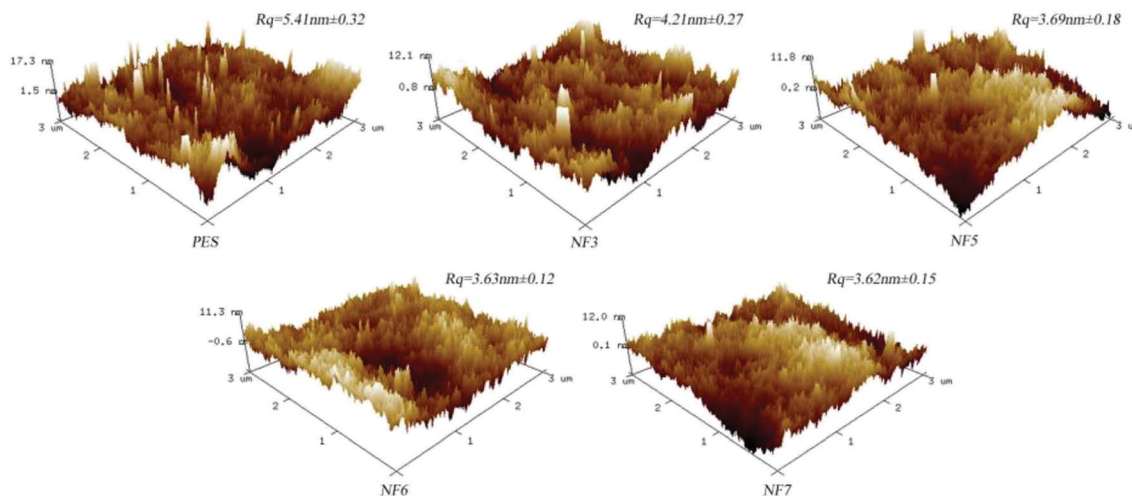 Rq=5.41nm±0.32
17.3 nm
1.5 nm
3 um
2
1
1
2
3 um
PES
Rq=4.21nm±0.27
12.1 nm
0.8 nm
3 um
2
1
1
2
3 um
NF3
Rq=3.69nm±0.18
11.8 nm
0.2 nm
3 um
2
1
1
2
3 um
NF5
Rq=3.63nm±0.12
11.3 nm
-0.6
3 um
2
1
1
2
3 um
NF6
Rq=3.62nm±0.15
12.0 nm
0.1 nm
3 um
2
1
1
2
3 um
NF7